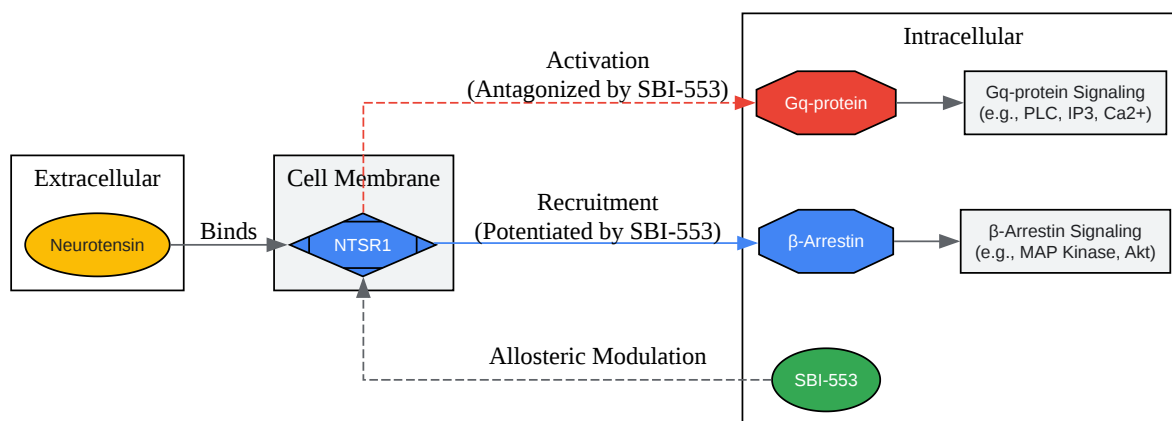 Intracellular
Activation
(Antagonized by SBI-553)
Gq-protein
Gq-protein Signaling
(e.g., PLC, IP3, Ca2+)
Extracellular
Cell Membrane
Neurotensin
Binds
NTSR1
Recruitment
(Potentiated by SBI-553)
β-Arrestin
β-Arrestin Signaling
(e.g., MAP Kinase, Akt)
Allosteric Modulation
SBI-553